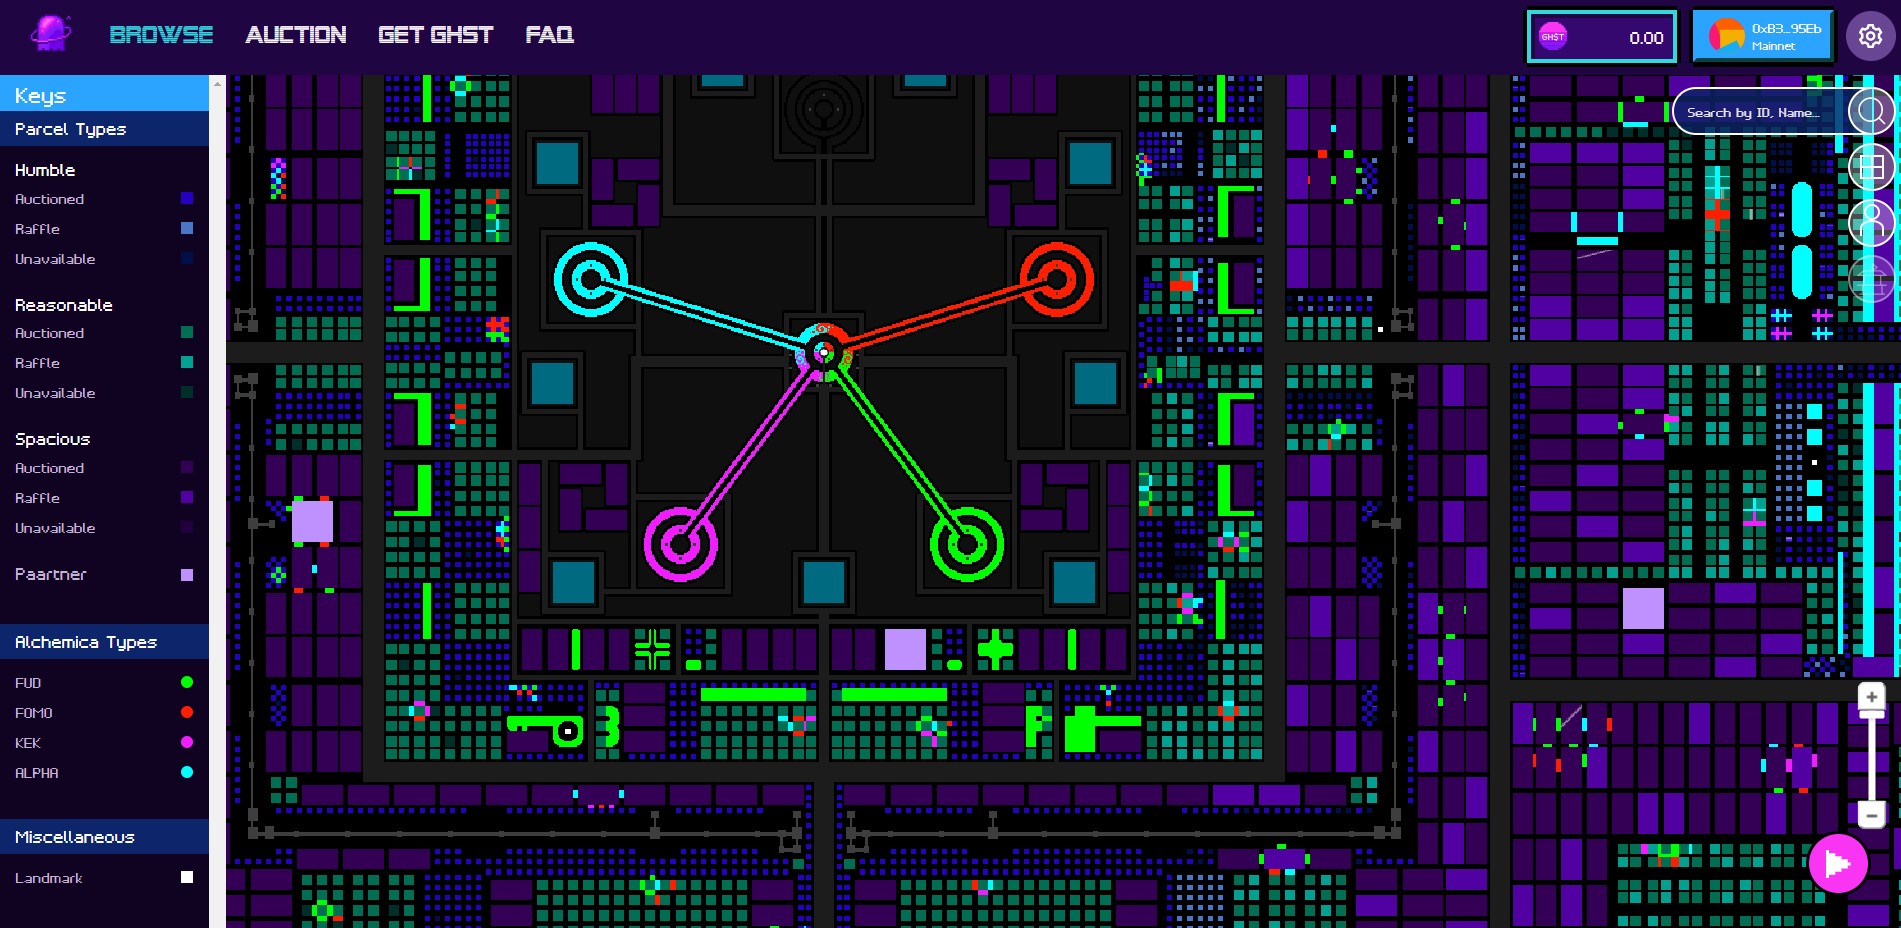 BROWSE AUCTION GET GHST FAQ
GHST 0.00
0xB3...95Eb
Mainnet
Keys
Search by ID, Name...
Parcel Types
Humble
Auctioned
Raffle
Unavailable
Reasonable
Auctioned
Raffle
Unavailable
Spacious
Auctioned
Raffle
Unavailable
Paartner
Alchemica Types
FUD
FOMO
KEK
ALPHA
Miscellaneous
Landmark